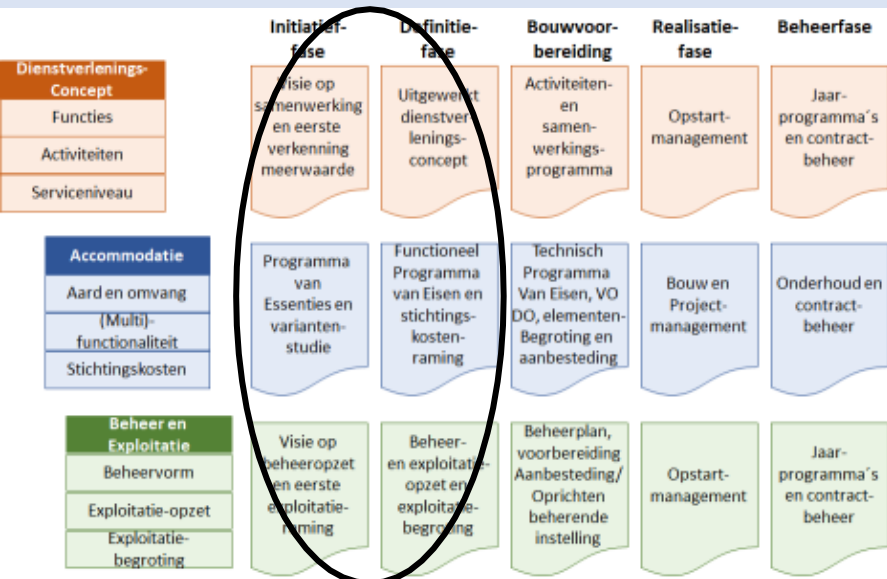 Initiatief-
fase
Definitie-
fase
Bouwvoor-
bereiding
Realisatie-
fase
Beheerfase
Dienstverlenings-
Concept
Functies
Activiteiten
Serviceniveau
Visie op
samenwerking
en eerste
verkenning
meerwaarde
Uitgewerkt
dienstver-
lenings-
concept
Activiteiten-
en
samen-
werkings-
programma
Opstart-
management
Jaar-
programma´s
en contract-
beheer
Accommodatie
Aard en omvang
(Multi)-
functionaliteit
Stichtingskosten
Programma
van
Essenties en
varianten-
studie
Functioneel
Programma
van Eisen en
stichtings-
kosten-
raming
Technisch
Programma
Van Eisen, VO
DO, elementen-
Begroting en
aanbesteding
Bouw en
Project-
management
Onderhoud en
contract-
beheer
Beheer en
Exploitatie
Beheervorm
Exploitatie-opzet
Exploitatie-
begroting
Visie op
beheeropzet
en eerste
exploitatie-
raming
Beheer-
en exploitatie-
opzet en
exploitatie-
begroting
Beheerplan,
voorbereiding
Aanbesteding/
Oprichten
beherende
instelling
Opstart-
management
Jaar-
programma´s
en contract-
beheer